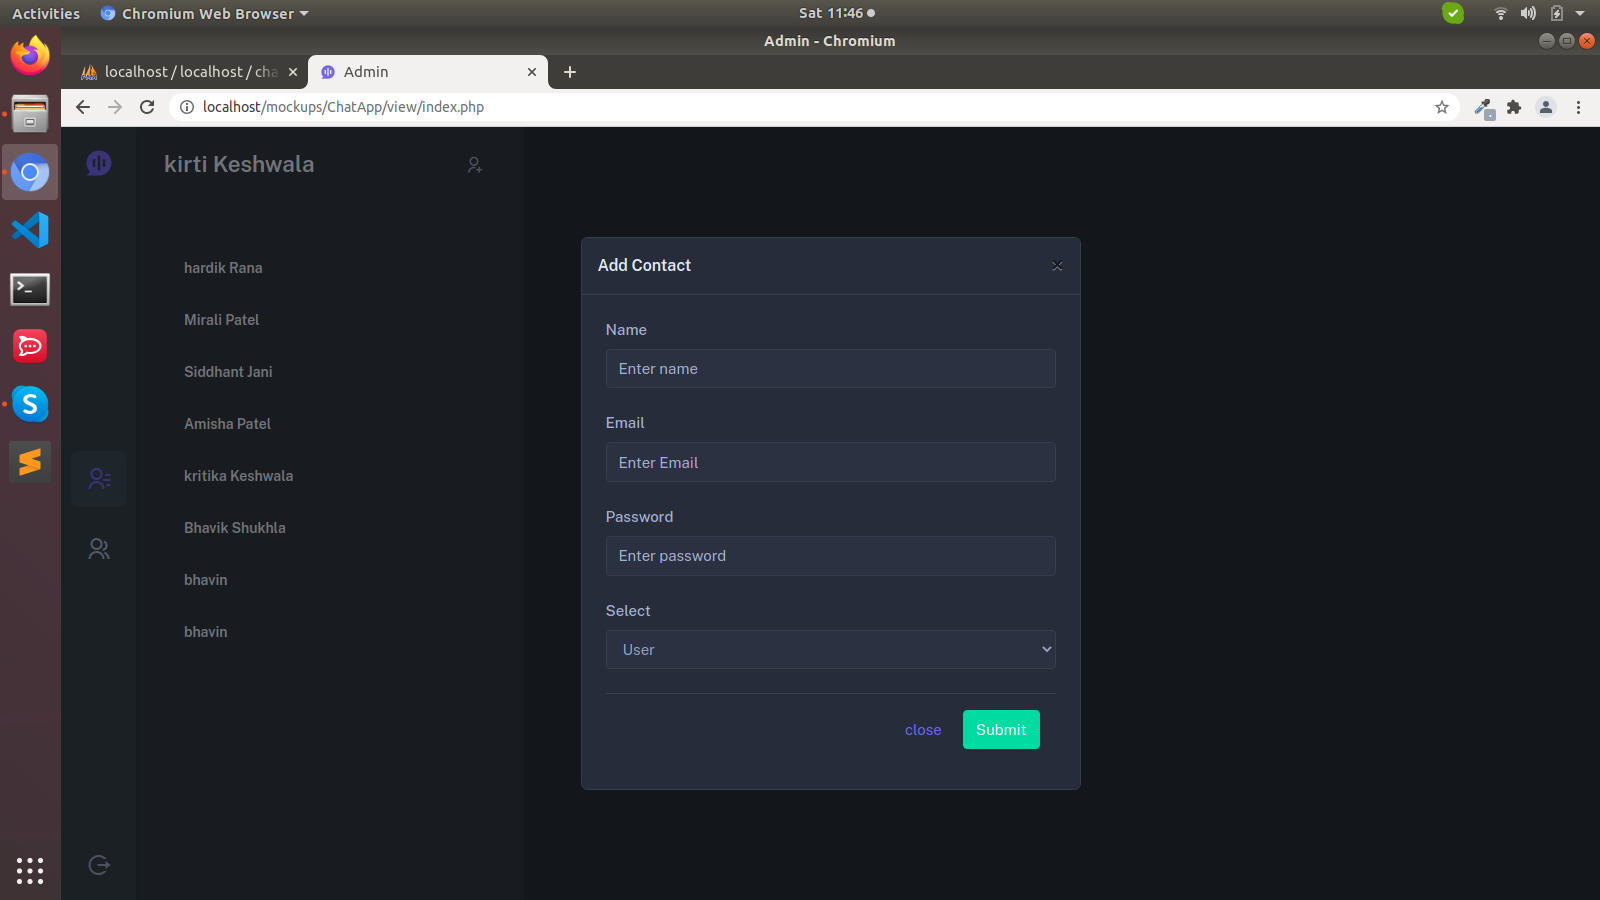 Activities
Chromium Web Browser
Sat 11:46
Admin - Chromium
localhost / localhost / cha
Admin
localhost/mockups/ChatApp/view/index.php
kirti Keshwala
hardik Rana
Mirali Patel
Siddhant Jani
Amisha Patel
kritika Keshwala
Bhavik Shukhla
bhavin
bhavin
Add Contact
Name
Enter name
Email
Enter Email
Password
Enter password
Select
User
close
Submit